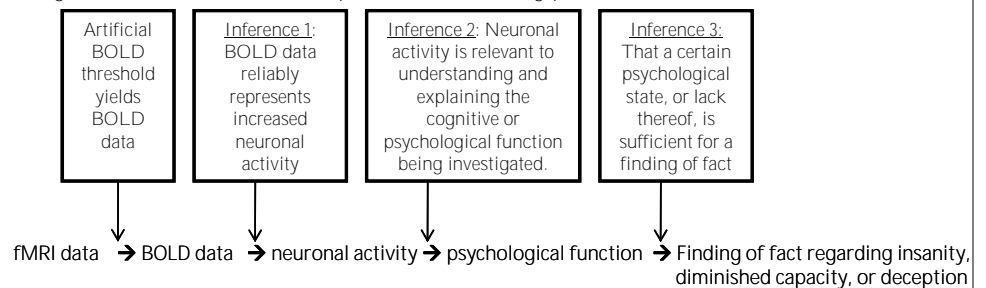 Artificial
BOLD
threshold
yields
BOLD
data
Inference 1:
BOLD data
reliably
represents
increased
neuronal
activity
Inference 2: Neuronal
activity is relevant to
understanding and
explaining the
cognitive or
psychological function
being investigated.
Inference 3:
That a certain
psychological
state, or lack
thereof, is
sufficient for a
finding of fact
fMRI data → BOLD data → neuronal activity → psychological function → Finding of fact regarding insanity,
diminished capacity, or deception